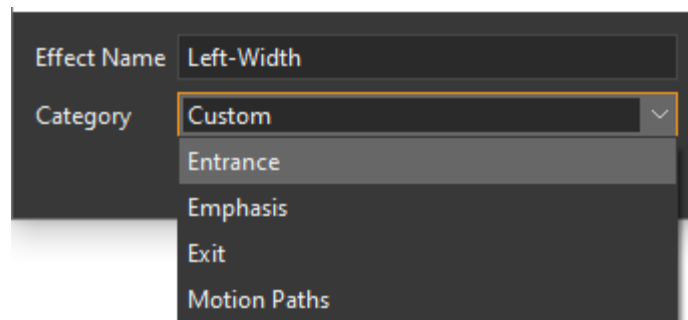 Effect Name Left-Width
Category Custom
Entrance
Emphasis
Exit
Motion Paths